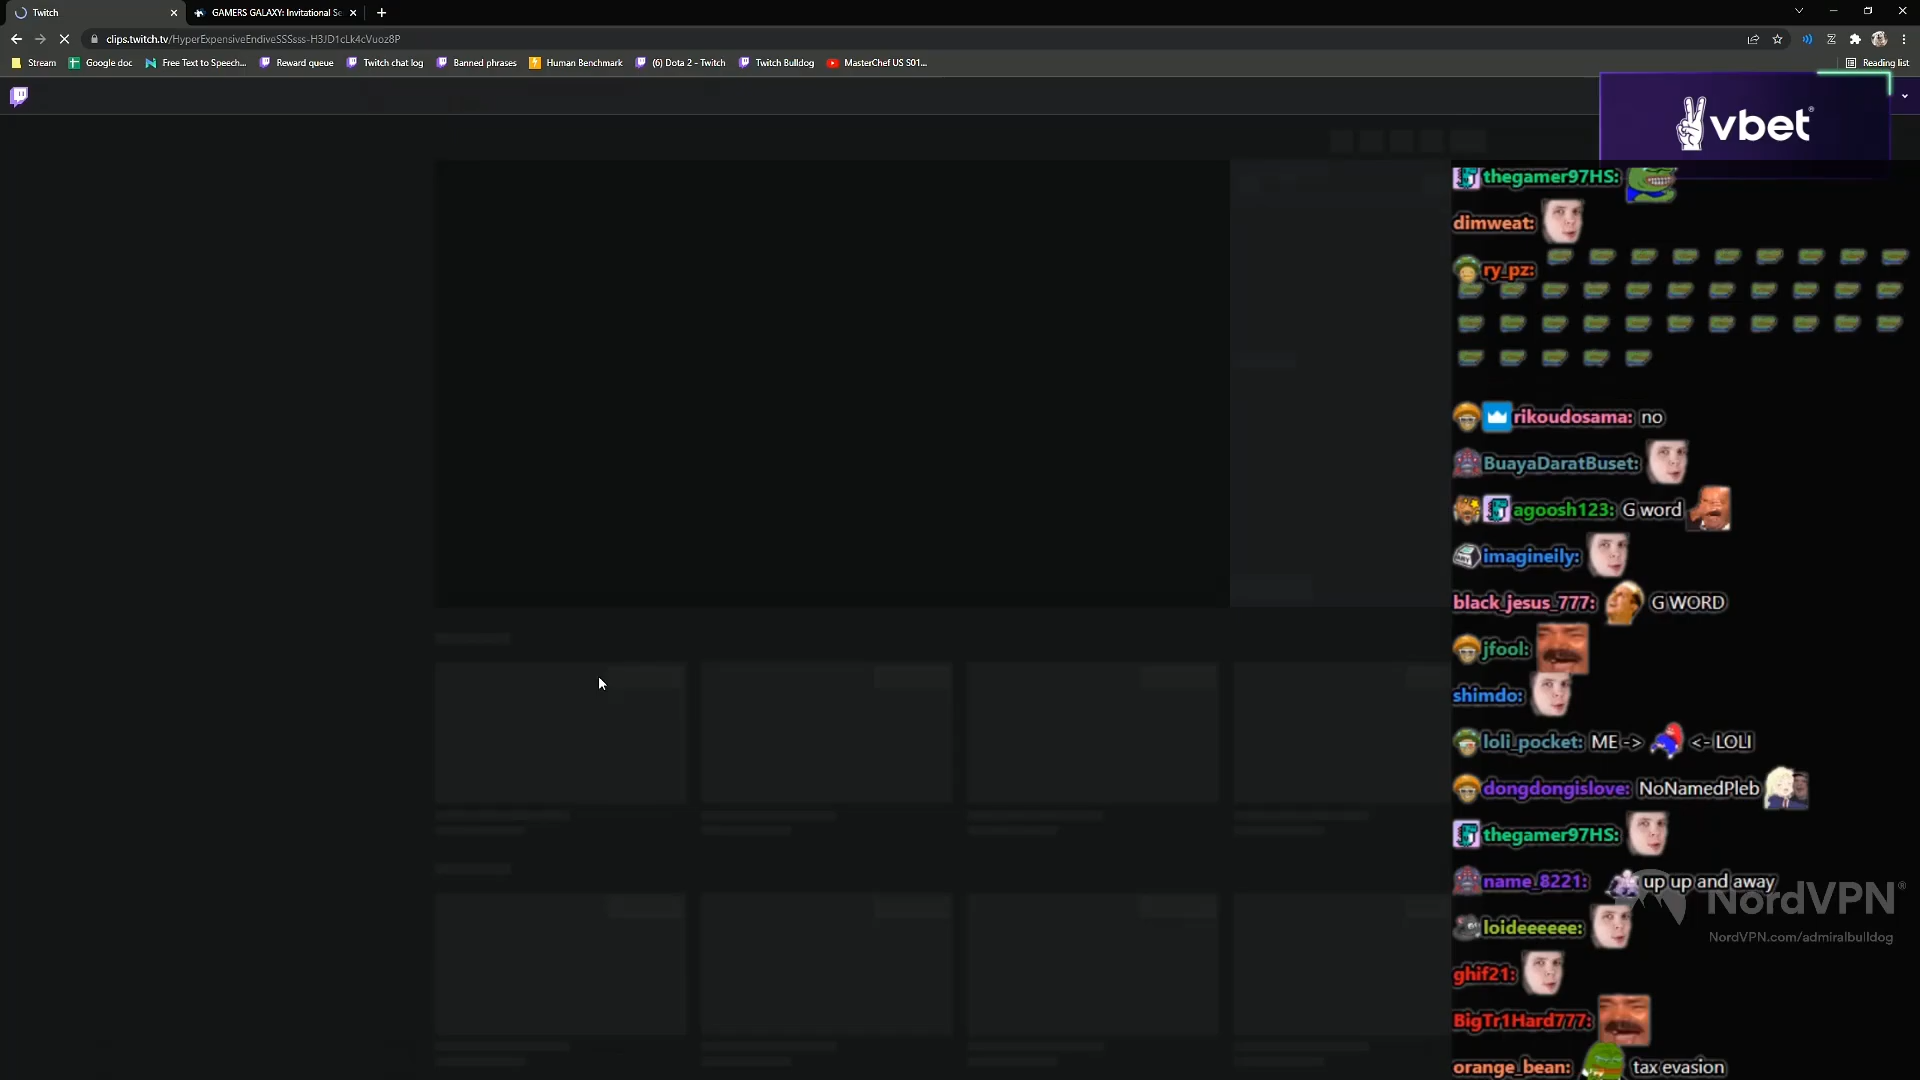 Twitch
GAMERS GALAXY: Invitational Se
clips.twitch.tv/HyperExpensiveEndiveSSSsss-H3JD1cLk4cVuoz8P
Stream
Google doc
Free Text to Speech...
Reward queue
Twitch chat log
Banned phrases
Human Benchmark
(6) Dota 2 - Twitch
Twitch Bulldog
MasterChef US S01...
Reading list
vbet®
thegamer97HS:
dimweat:
ry_pz:
rikoudosama: no
BuayaDaratBuset:
agoosh123: G word
imagineily:
black_jesus_777: G WORD
jfool:
shimdo:
loli_pocket: ME -> <- LOLI
dongdongislove: NoNamedPleb
thegamer97HS:
name_8221: up up and away
NordVPN®
loideeeeee:
NordVPN.com/admiralbulldog
ghif21:
BigTr1Hard777:
orange_bean: tax evasion